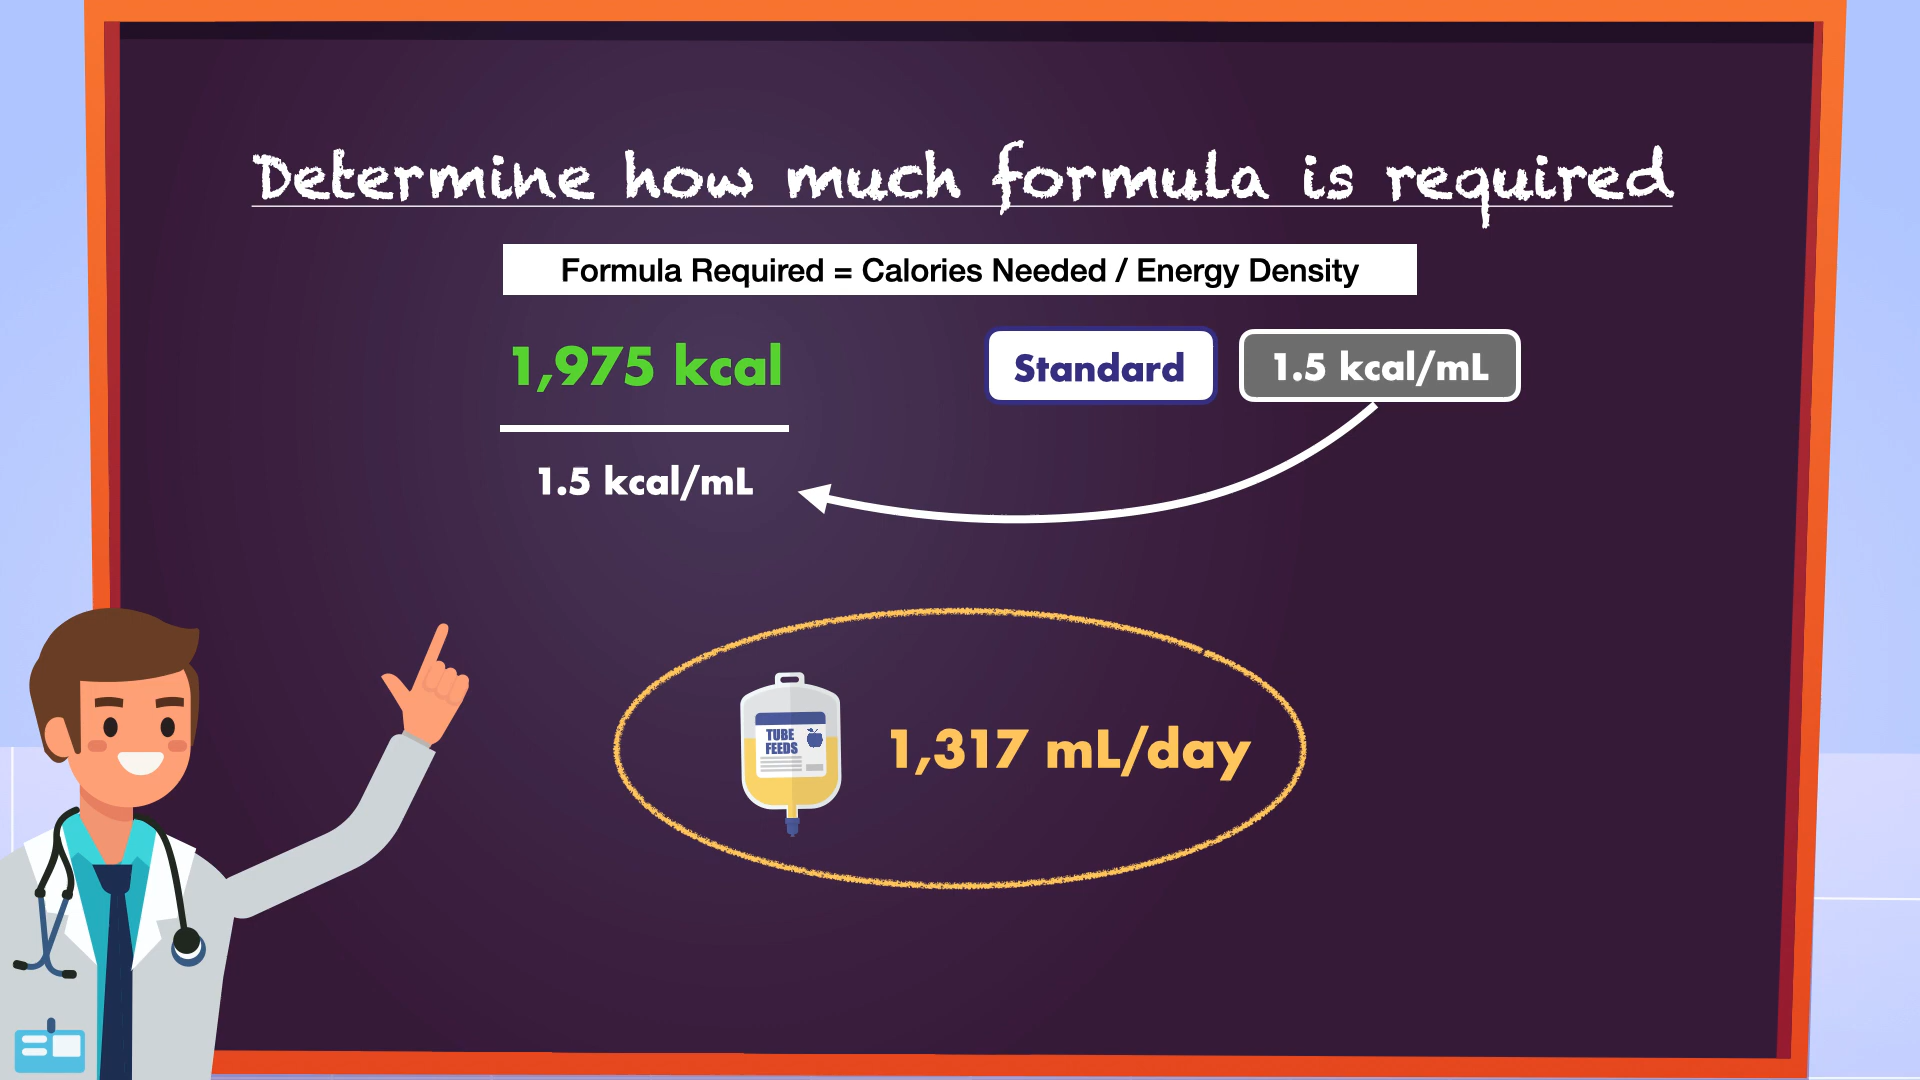 Determine how much formula is required
Formula Required = Calories Needed / Energy Density
1,975 kcal
1.5 kcal/mL
Standard
1.5 kcal/mL
TUBE
FEEDS
1,317 mL/day